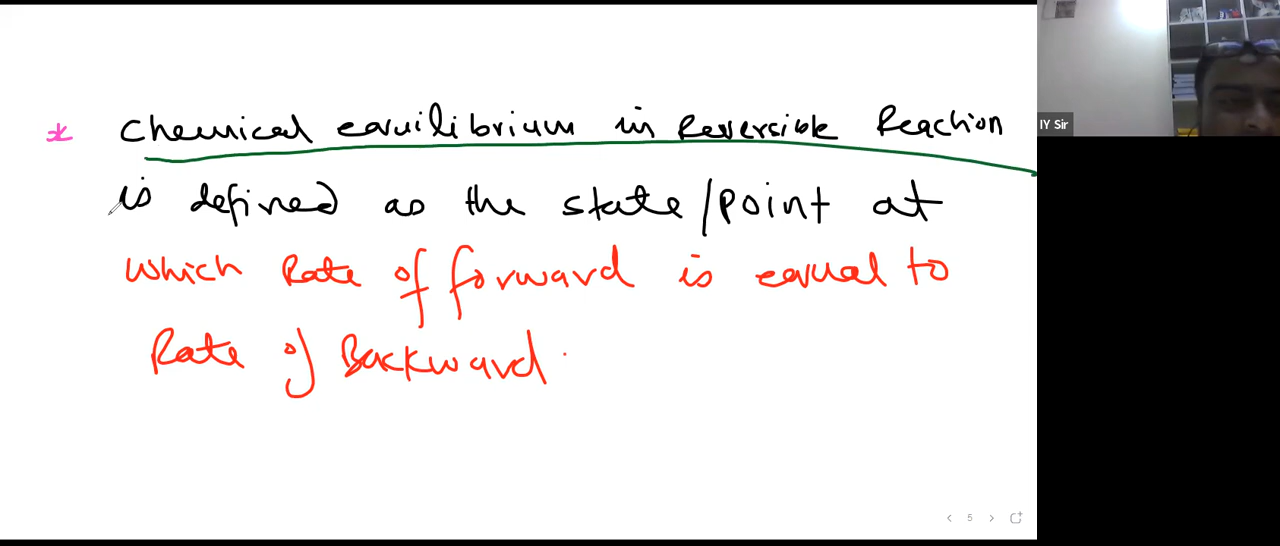 * Chemical equilibrium in Reversible Reaction
is defined as the state/point at
which Rate of forward is equal to
Rate of Backward.
IY Sir
5